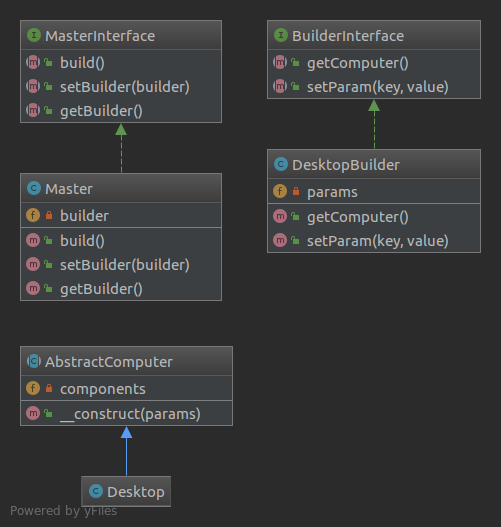 MasterInterface
build()
setBuilder(builder)
getBuilder()
BuilderInterface
getComputer()
setParam(key, value)
Master
builder
build()
setBuilder(builder)
getBuilder()
DesktopBuilder
params
getComputer()
setParam(key, value)
AbstractComputer
components
__construct(params)
Desktop
Powered by yFiles